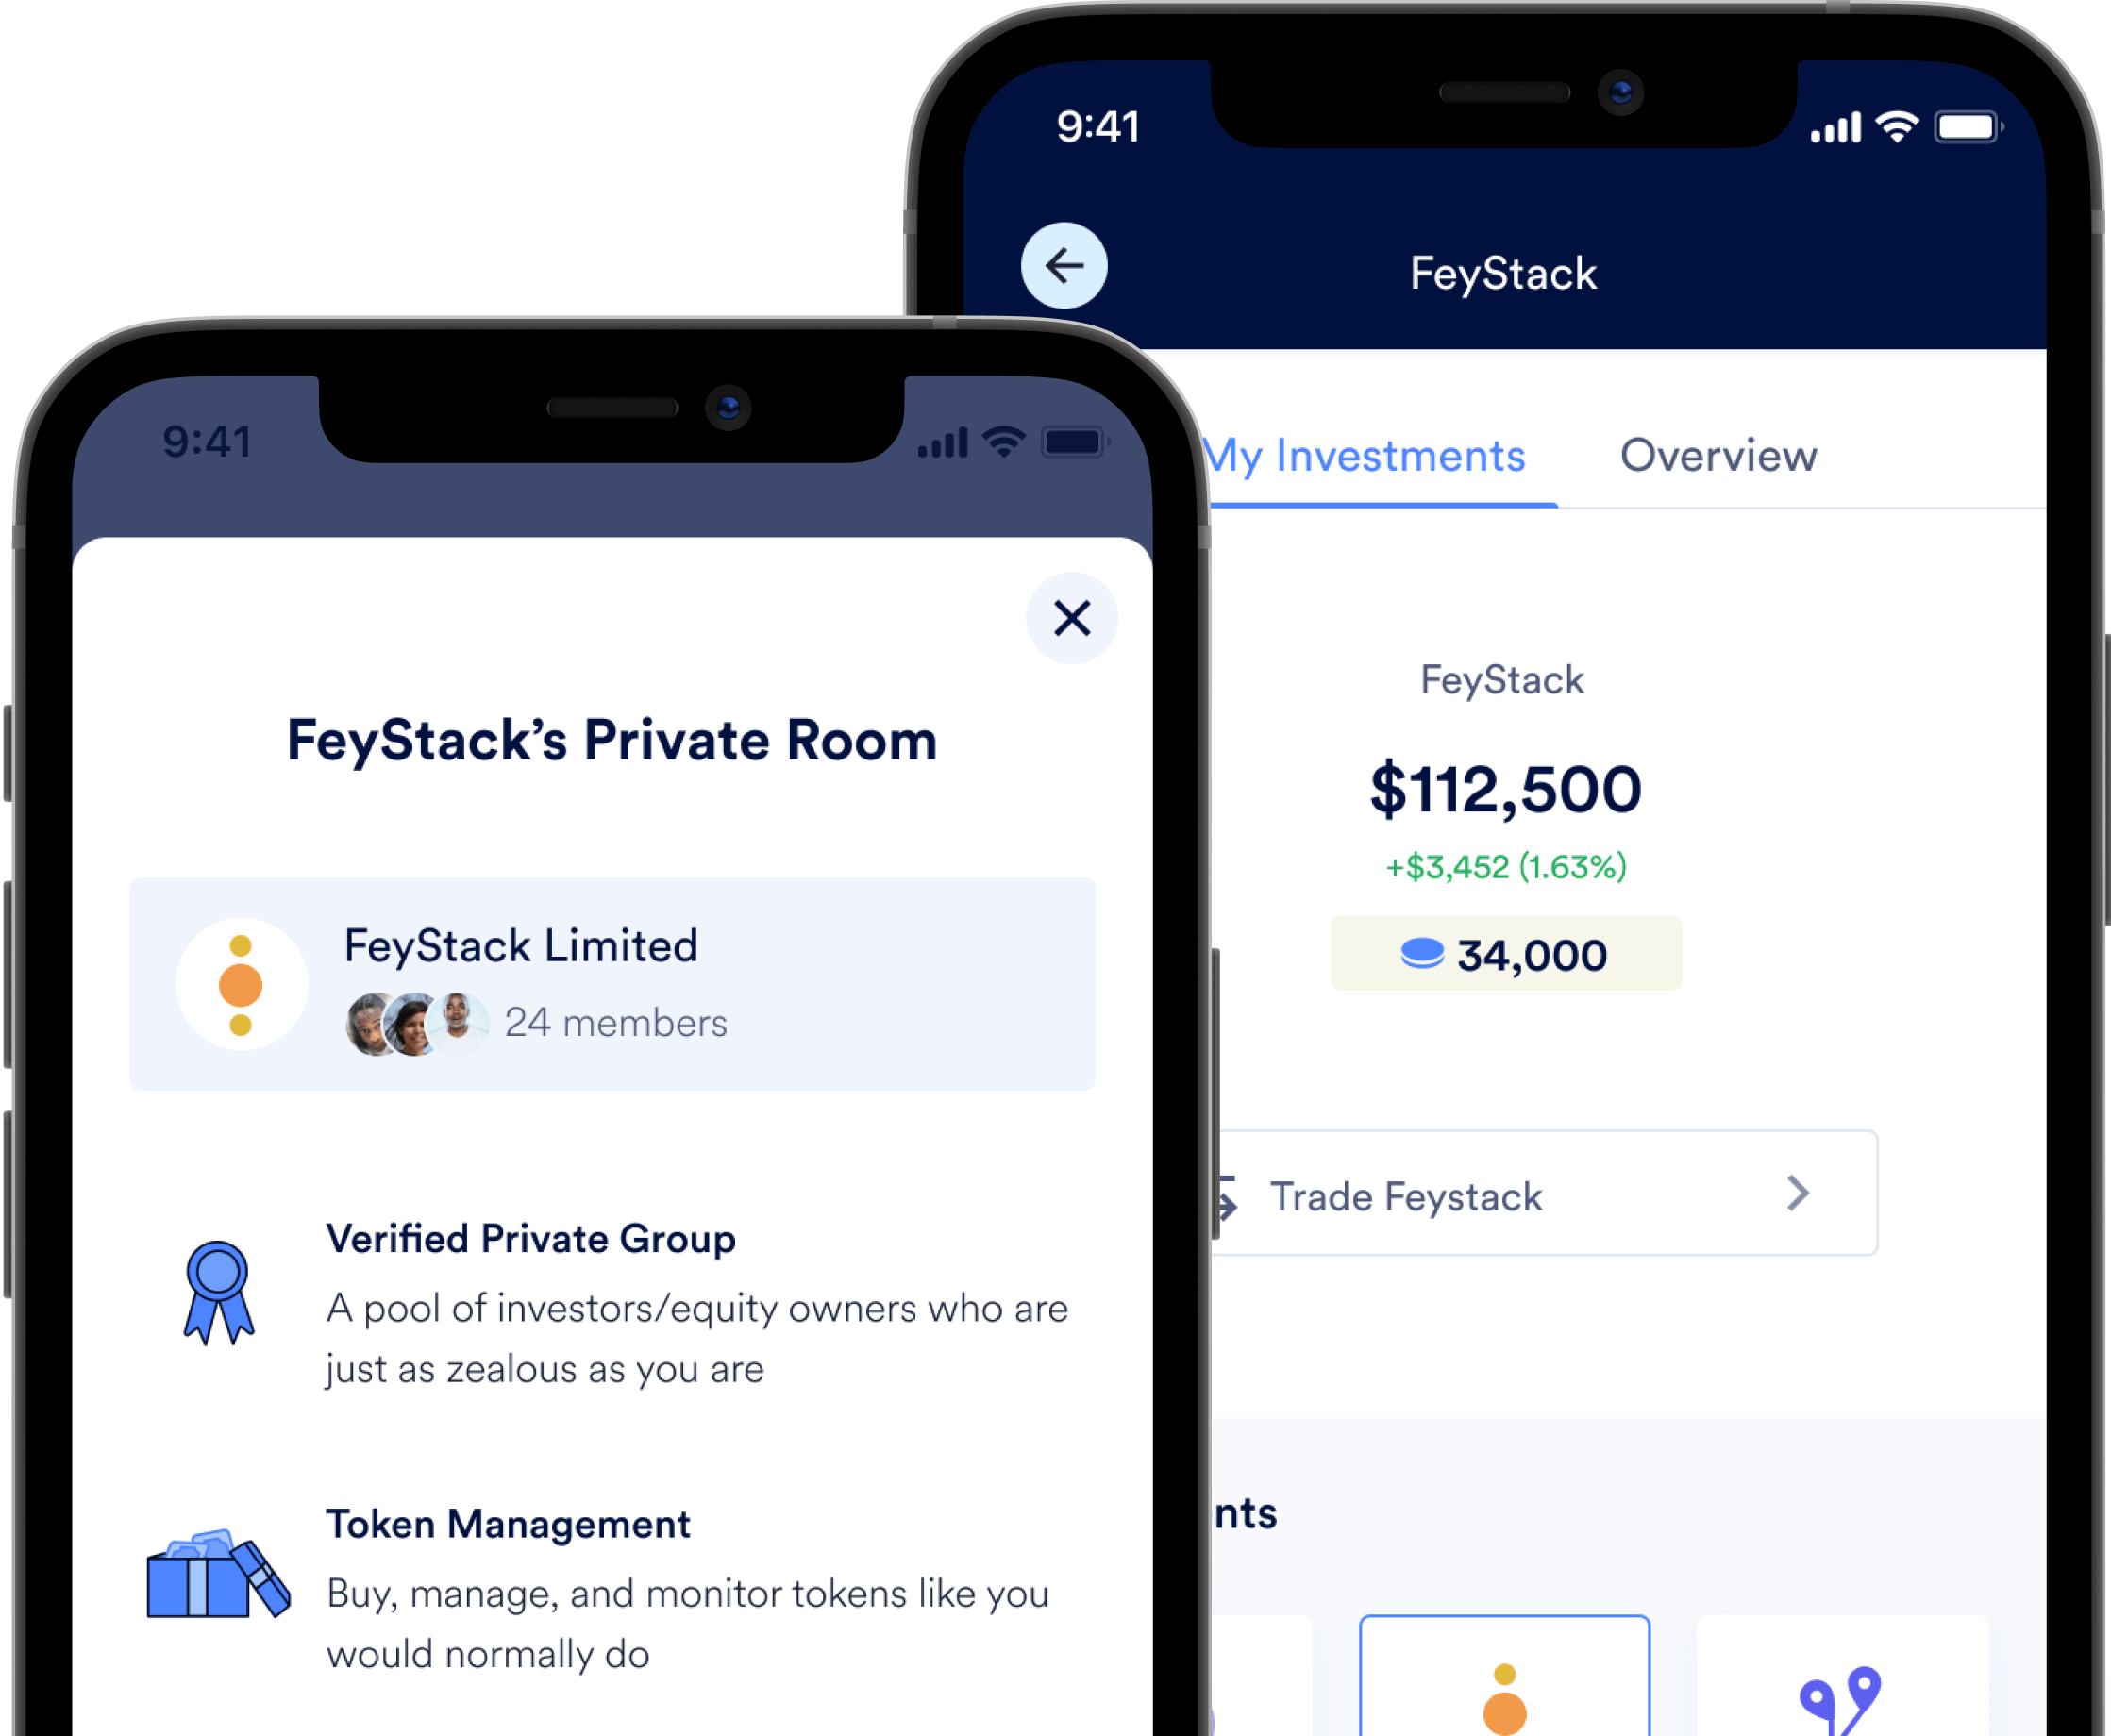 9:41
FeyStack
My Investments
Overview
FeyStack
$112,500
+$3,452 (1.63%)
34,000
Trade Feystack
nts
9:41
FeyStack’s Private Room
FeyStack Limited
24 members
Verified Private Group
A pool of investors/equity owners who are
just as zealous as you are
Token Management
Buy, manage, and monitor tokens like you
would normally do